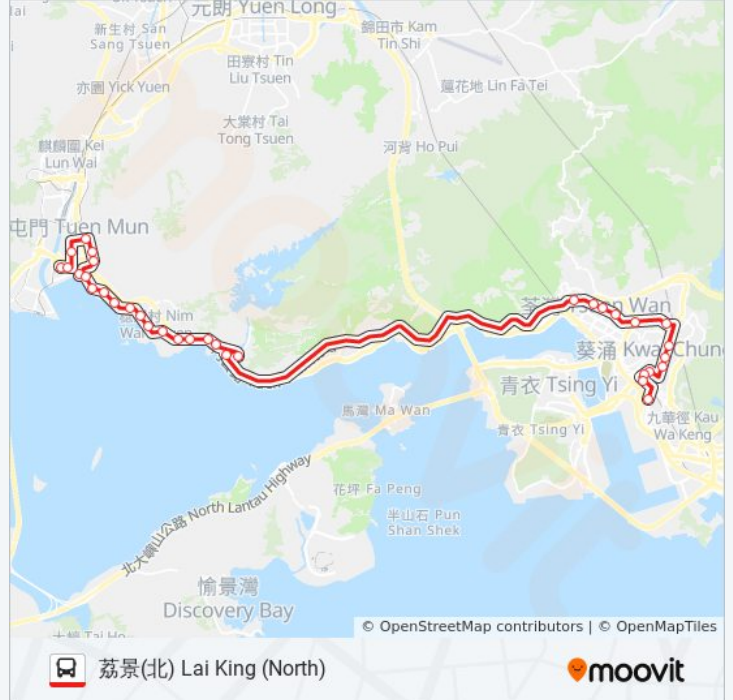 lai
元朗 Yuen Long
新生村 San
Sang Tsuen
錦田市 Kam
Tin Shi
田寮村 Tin
Liu Tsuen
亦園 Yick Yuen
蓮花地 Lin Fa Tei
大棠村 Tai
Tong Tsuen
麒麟圍 Kei
Lun Wai
河背 Ho Pui
屯門 Tuen Mun
村 Nim
Wan Wan
葵涌 Kwai Chung
青衣 Tsing Yi
馬灣 Ma Wan
青衣 Tsing Yi
九華徑 Kau
Wa Keng
北大嶼山公路 North Lantau Highway
花坪 Fa Peng
半山石 Pun
Shan Shek
愉景灣
Discovery Bay
© OpenStreetMap contributors | © OpenMapTiles
荔景(北) Lai King (North)
moovit